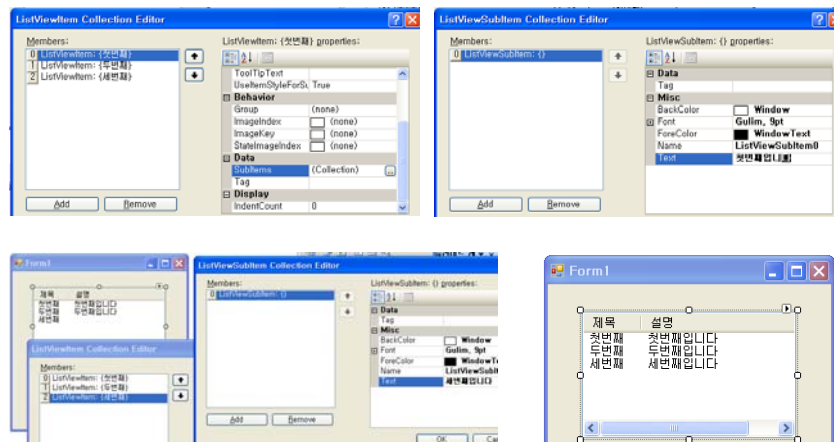 ListViewItem Collection Editor
Members:
0 ListViewItem: {첫번째}
1 ListViewItem: {두번째}
2 ListViewItem: {세번째}
Add Remove
ListViewItem: {첫번째} properties:
ToolTipText
UseItemStyleForSu True
Behavior
Group (none)
ImageIndex (none)
ImageKey (none)
StateImageIndex (none)
Data
SubItems (Collection)
Tag
Display
IndentCount 0
ListViewSubItem Collection Editor
Members:
0 ListViewSubItem: {}
Add Remove
ListViewSubItem: {} properties:
Data
Tag
Misc
BackColor Window
Font Gulim, 9pt
ForeColor WindowText
Name ListViewSubItem0
Text 첫번째입니다
Form1
제목 설명
첫번째 첫번째입니다
두번째 두번째입니다
세번째
ListViewItem Collection Editor
Members:
0 ListViewItem: {첫번째}
1 ListViewItem: {두번째}
2 ListViewItem: {세번째}
ListViewSubItem Collection Editor
Members:
0 ListViewSubItem: {}
Add Remove
ListViewSubItem: {} properties:
Data
Tag
Misc
BackColor Window
Font Gulim, 9pt
ForeColor WindowTe
Name ListViewSubIt
Text 세번째입니다
OK Can
Form1
제목 설명
첫번째 첫번째입니다
두번째 두번째입니다
세번째 세번째입니다